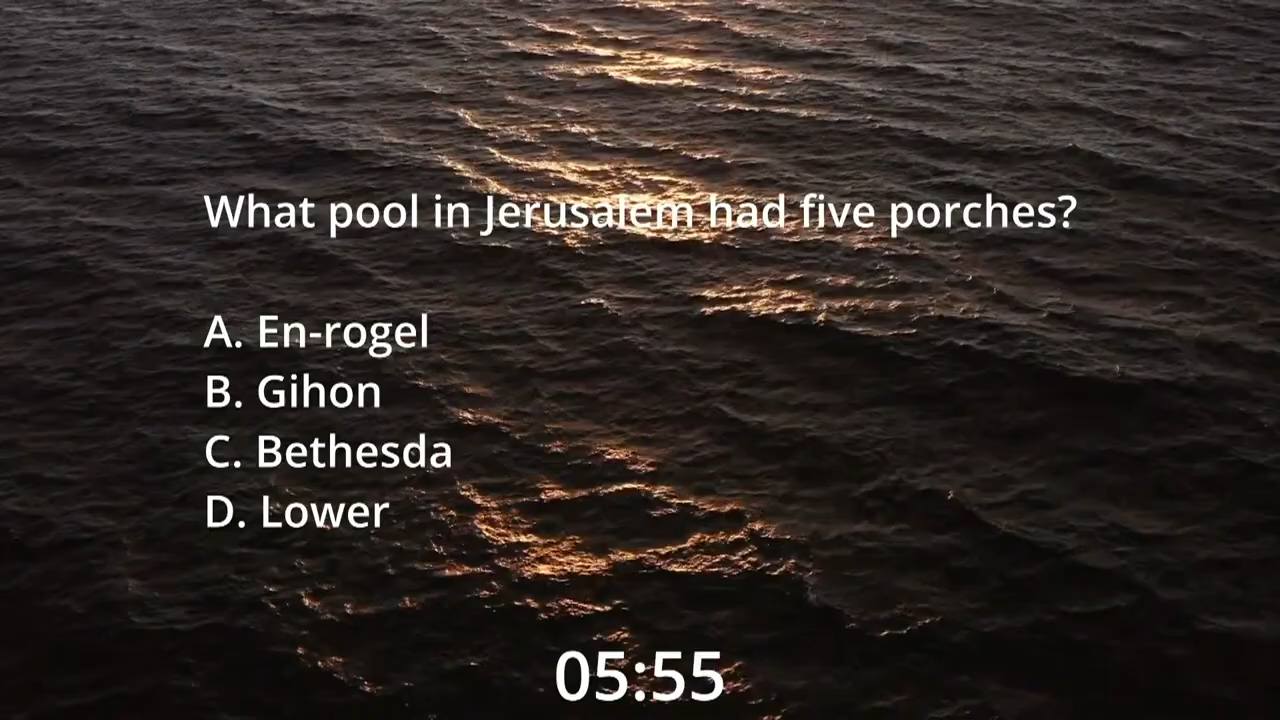 What pool in Jerusalem had five porches?
A. En-rogel
B. Gihon
C. Bethesda
D. Lower
05:55